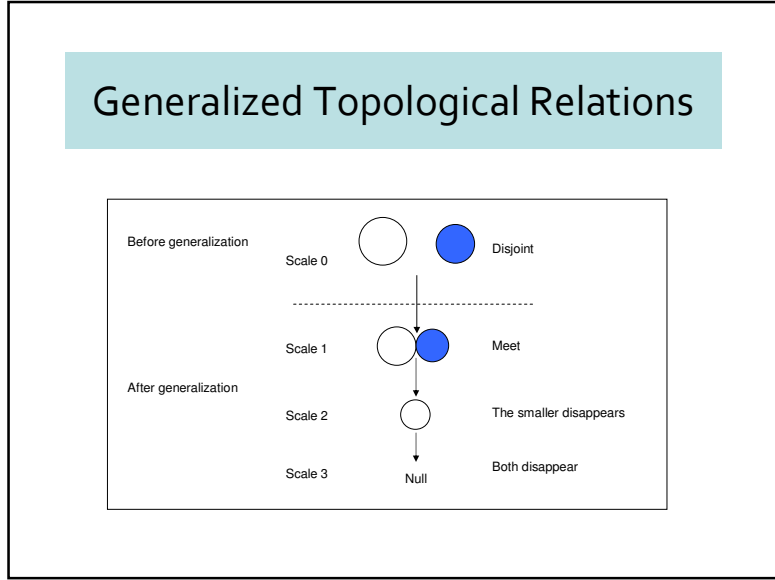 Generalized Topological Relations
Before generalization
Scale 0
Disjoint
Scale 1
Meet
After generalization
Scale 2
The smaller disappears
Scale 3
Null
Both disappear